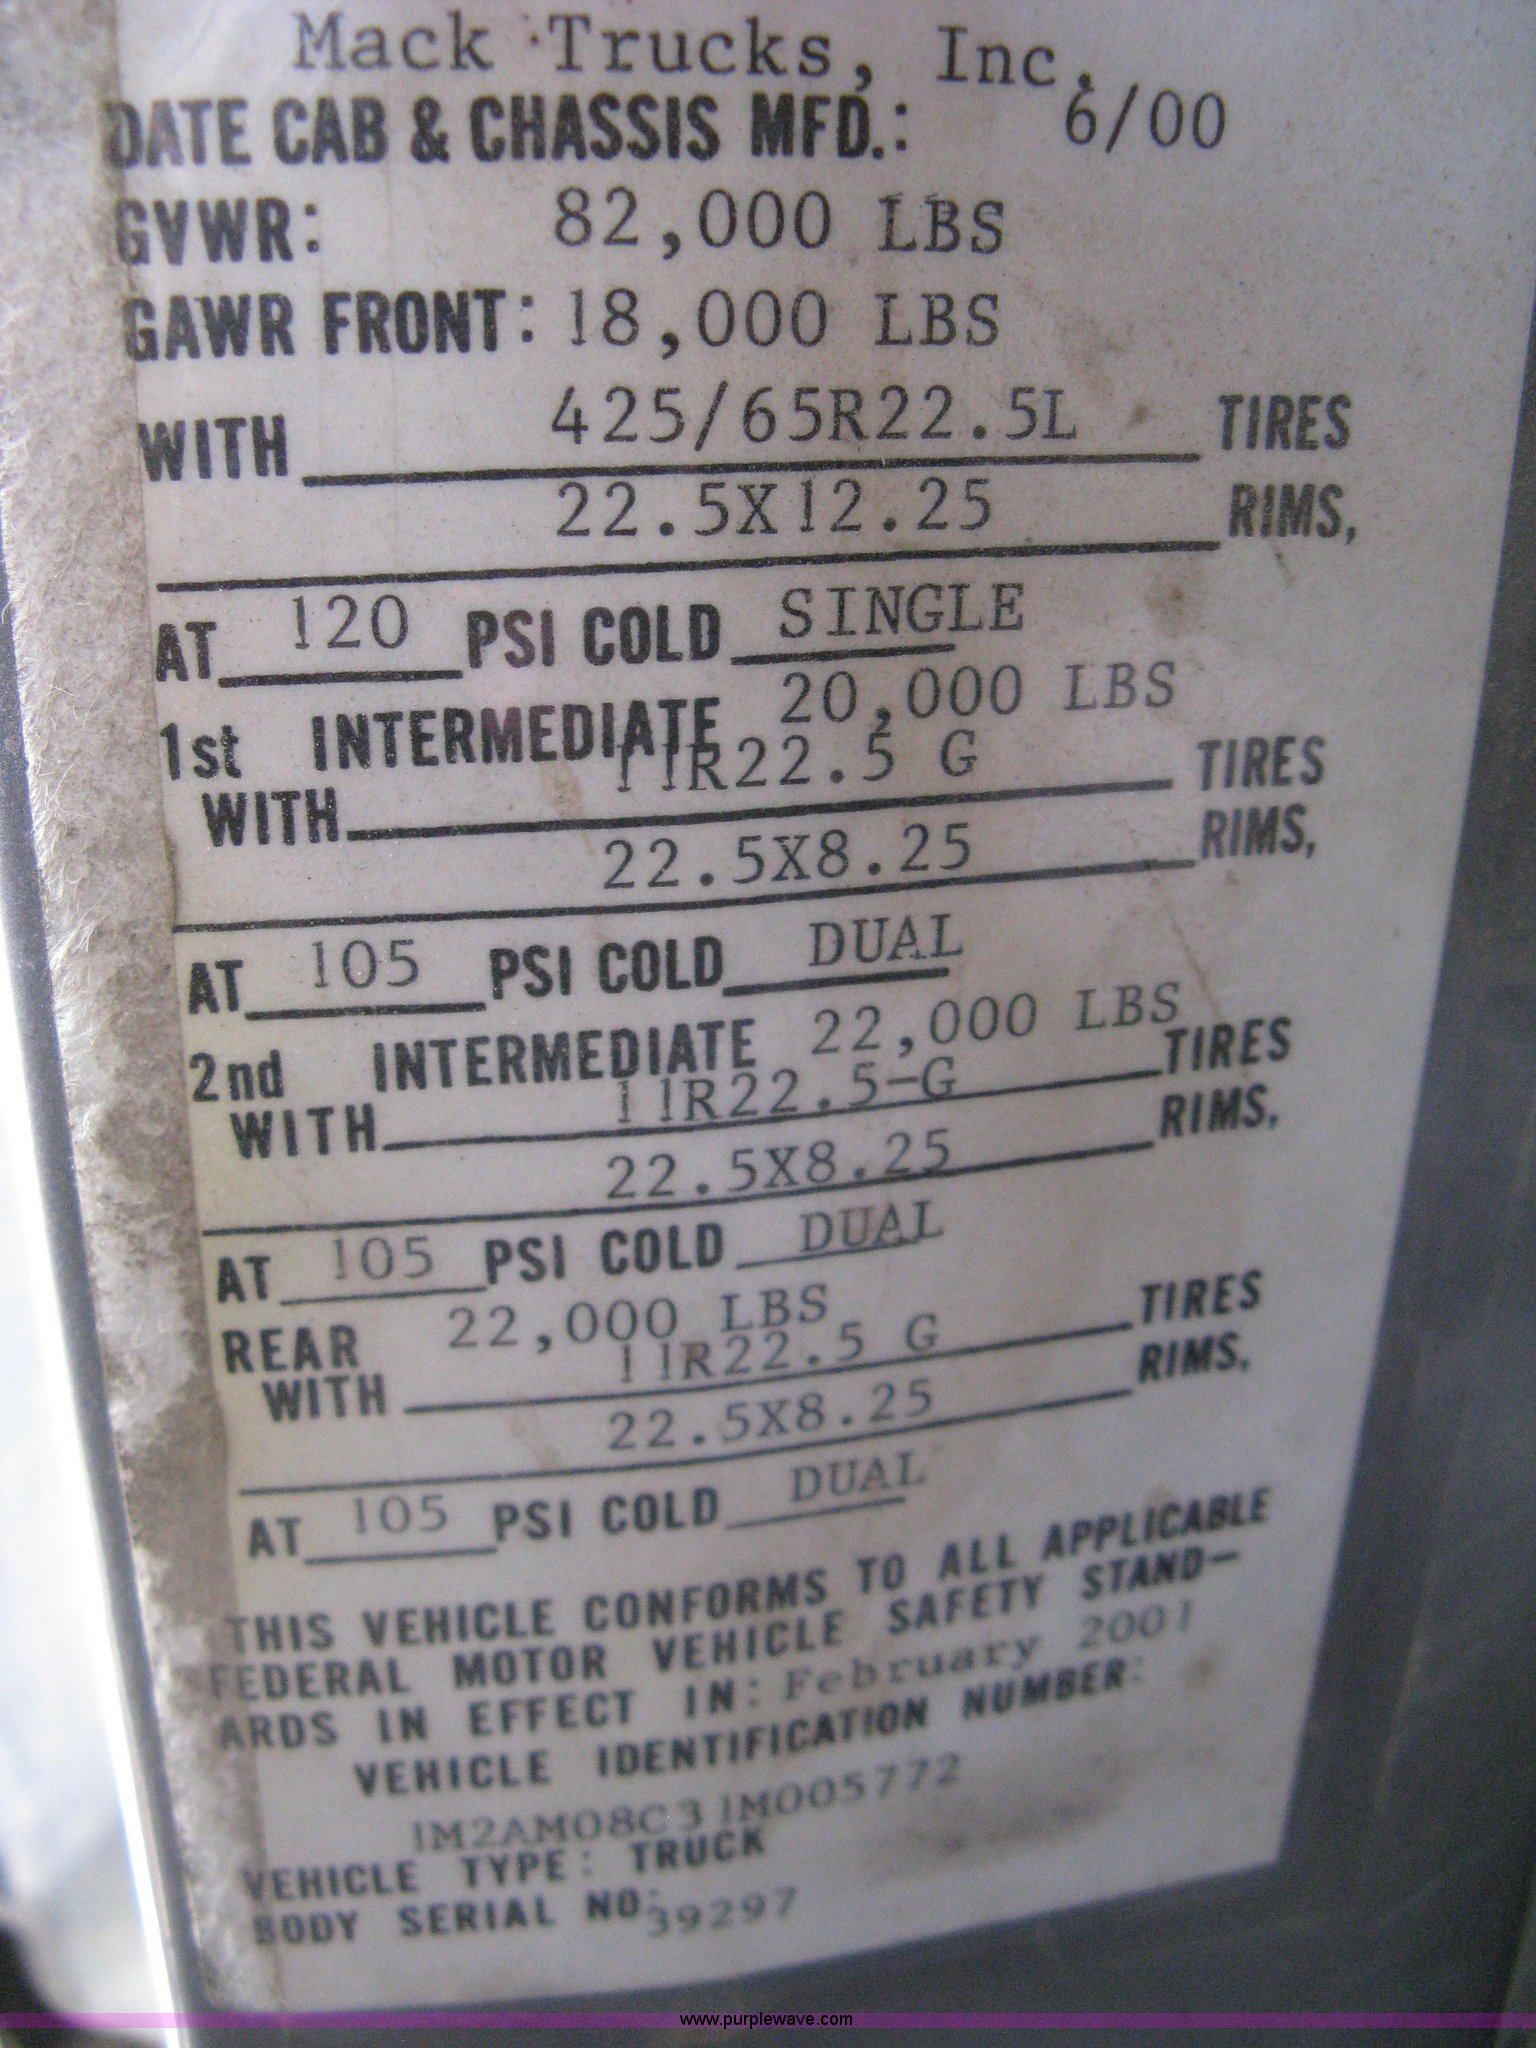 Mack Trucks, Inc.
DATE CAB & CHASSIS MFD.: 6/00
GVWR: 82,000 LBS
GAWR FRONT: 18,000 LBS
WITH 425/65R22.5L TIRES
22.5X12.25 RIMS,
AT 120 PSI COLD SINGLE
1st INTERMEDIATE 20,000 LBS
WITH 11R22.5 G TIRES
22.5X8.25 RIMS,
AT 105 PSI COLD DUAL
2nd INTERMEDIATE 22,000 LBS
WITH 11R22.5-G TIRES
22.5X8.25 RIMS,
AT 105 PSI COLD DUAL
REAR 22,000 LBS
WITH 11R22.5 G TIRES
22.5X8.25 RIMS.
AT 105 PSI COLD DUAL
THIS VEHICLE CONFORMS TO ALL APPLICABLE
FEDERAL MOTOR VEHICLE SAFETY STAND-
ARDS IN EFFECT IN: February 2001
VEHICLE IDENTIFICATION NUMBER:
1M2AM08C31M005772
VEHICLE TYPE: TRUCK
BODY SERIAL NO: 39297
www.purplewave.com